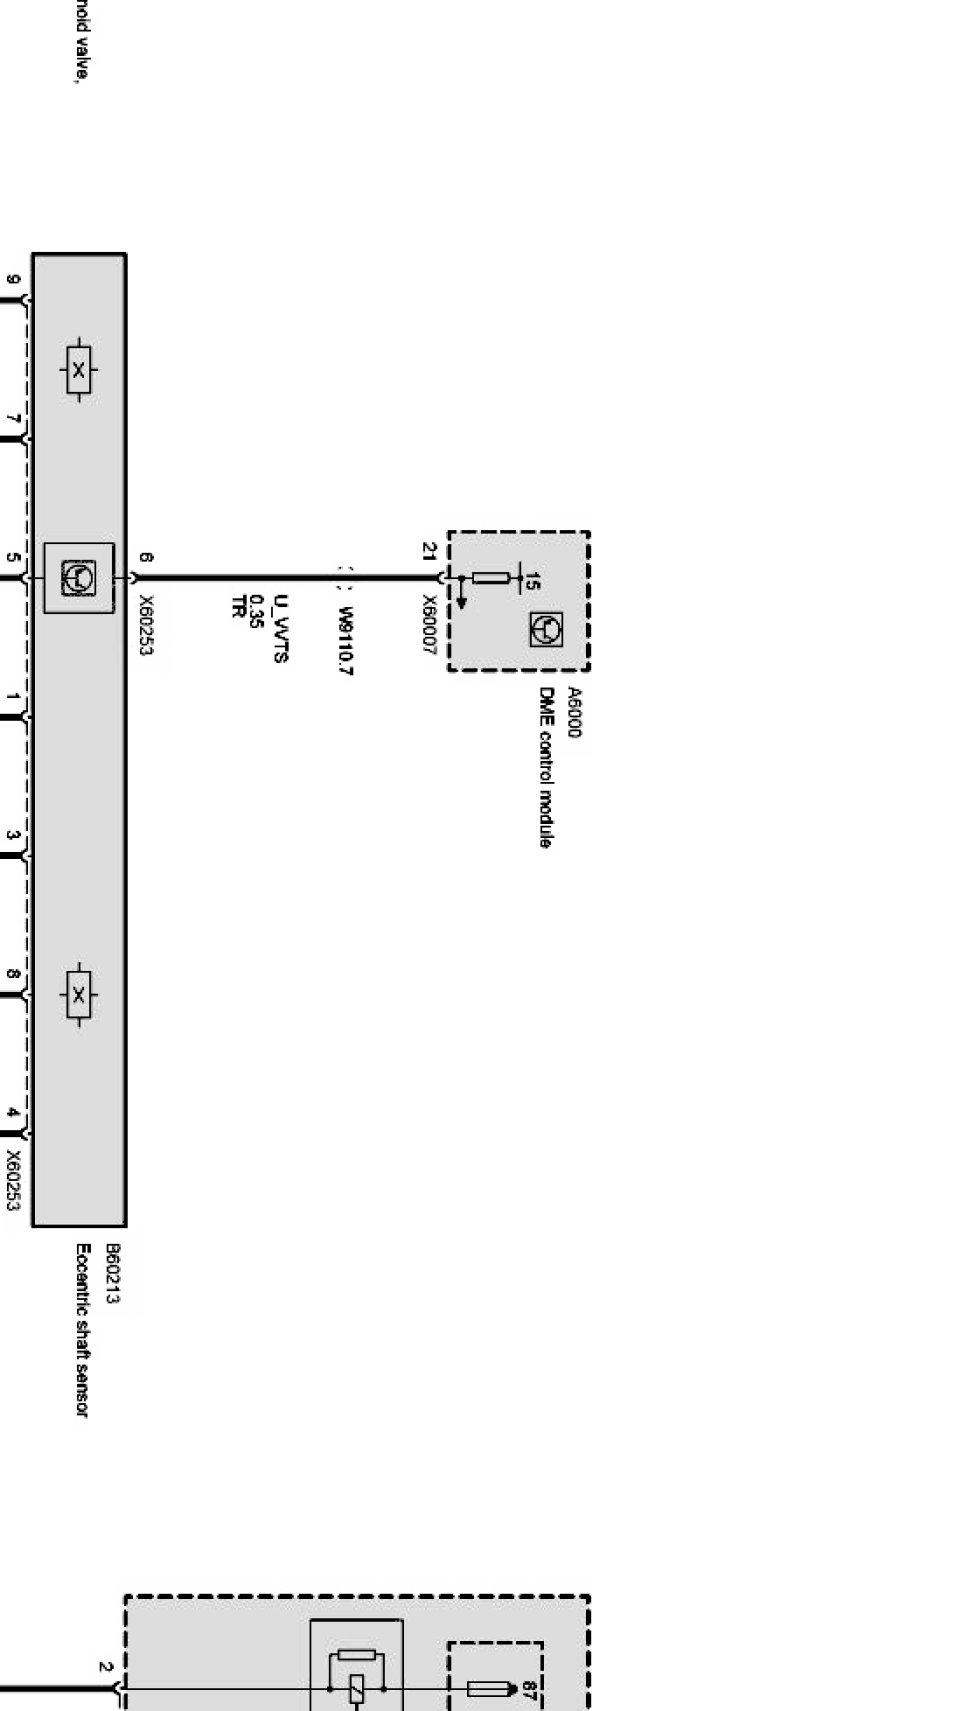 noid valve,
A6000
DME control module
15
21
X60007
W9110.7
U_VVTS
0.35
TR
6
X60253
B60213
Eccentric shaft sensor
9
7
5
1
3
8
4
X60253
87
2